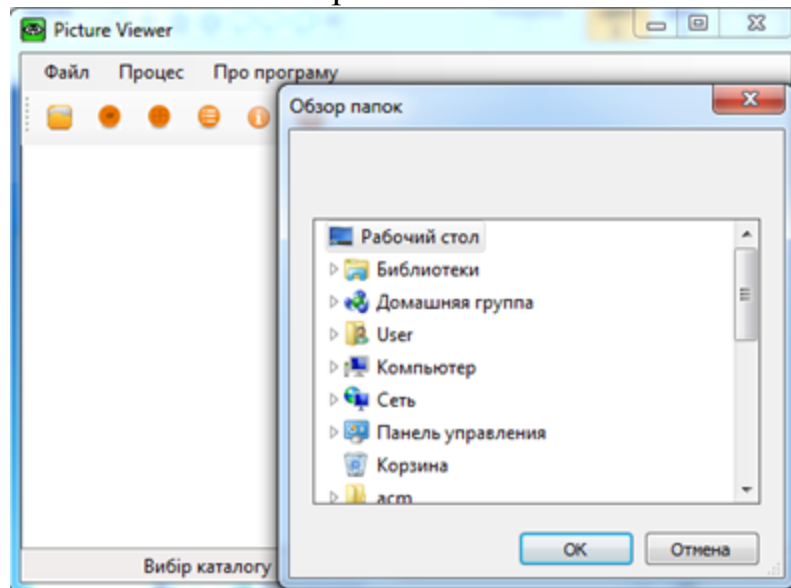 Picture Viewer
Файл Процес Про програму
Обзор папок
Рабочий стол
Библиотеки
Домашняя группа
User
Компьютер
Сеть
Панель управления
Корзина
acm
OK Отмена
Вибір каталогу